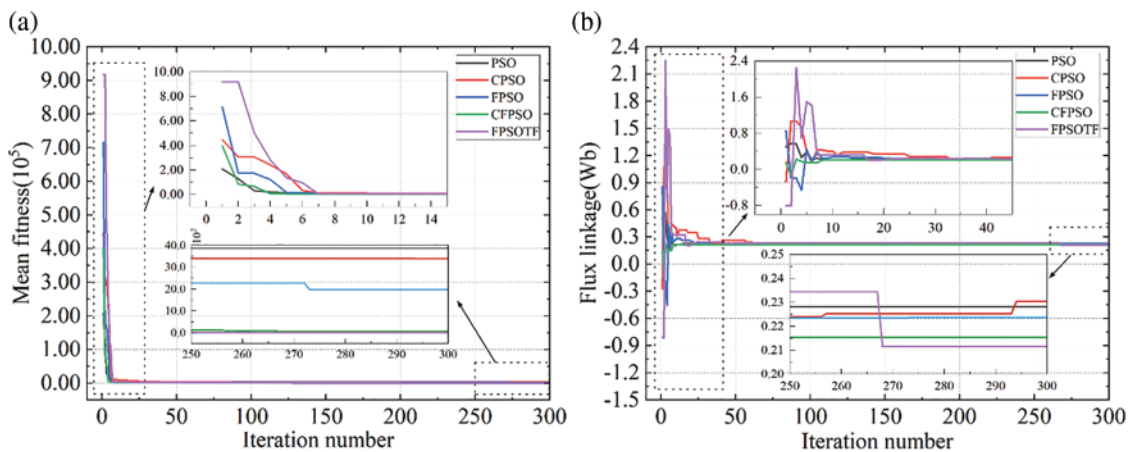 (a)
10.00
9.00
8.00
7.00
6.00
5.00
4.00
3.00
2.00
1.00
0.00
Mean fitness(10^5)
0 50 100 150 200 250 300
Iteration number
PSO
CPSO
FPSO
CFPSO
FPSOTF
10.00
8.00
6.00
4.00
2.00
0.00
0 2 4 6 8 10 12 14
10^2
40.0
30.0
20.0
10.0
0.0
250 260 270 280 290 300
(b)
2.4
2.1
1.8
1.5
1.2
0.9
0.6
0.3
0.0
-0.3
-0.6
-0.9
-1.2
-1.5
Flux linkage(Wb)
0 50 100 150 200 250 300
Iteration number
PSO
CPSO
FPSO
CFPSO
FPSOTF
2.4
1.6
0.8
0.0
-0.8
0 10 20 30 40
0.25
0.24
0.23
0.22
0.21
0.20
250 260 270 280 290 300